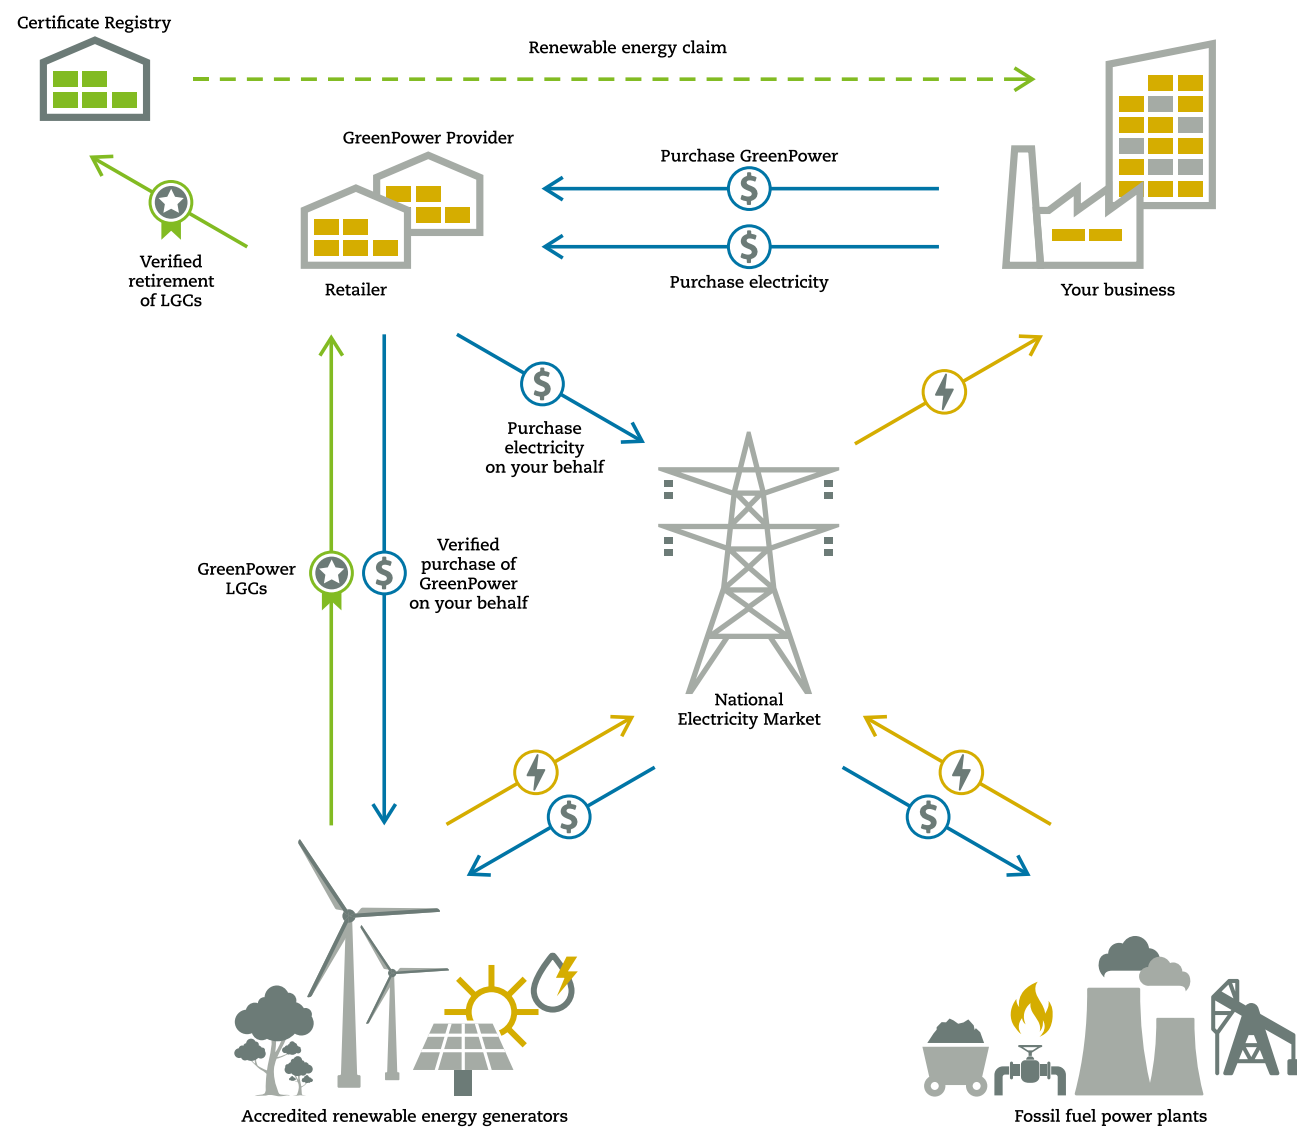 Certificate Registry
Renewable energy claim
GreenPower Provider
Purchase GreenPower
$
$
Purchase electricity
Verified
retirement
of LGCs
Retailer
Your business
$
Purchase
electricity
on your behalf
GreenPower
LGCs
$
Verified
purchase of
GreenPower
on your behalf
National
Electricity Market
$
$
Accredited renewable energy generators
Fossil fuel power plants